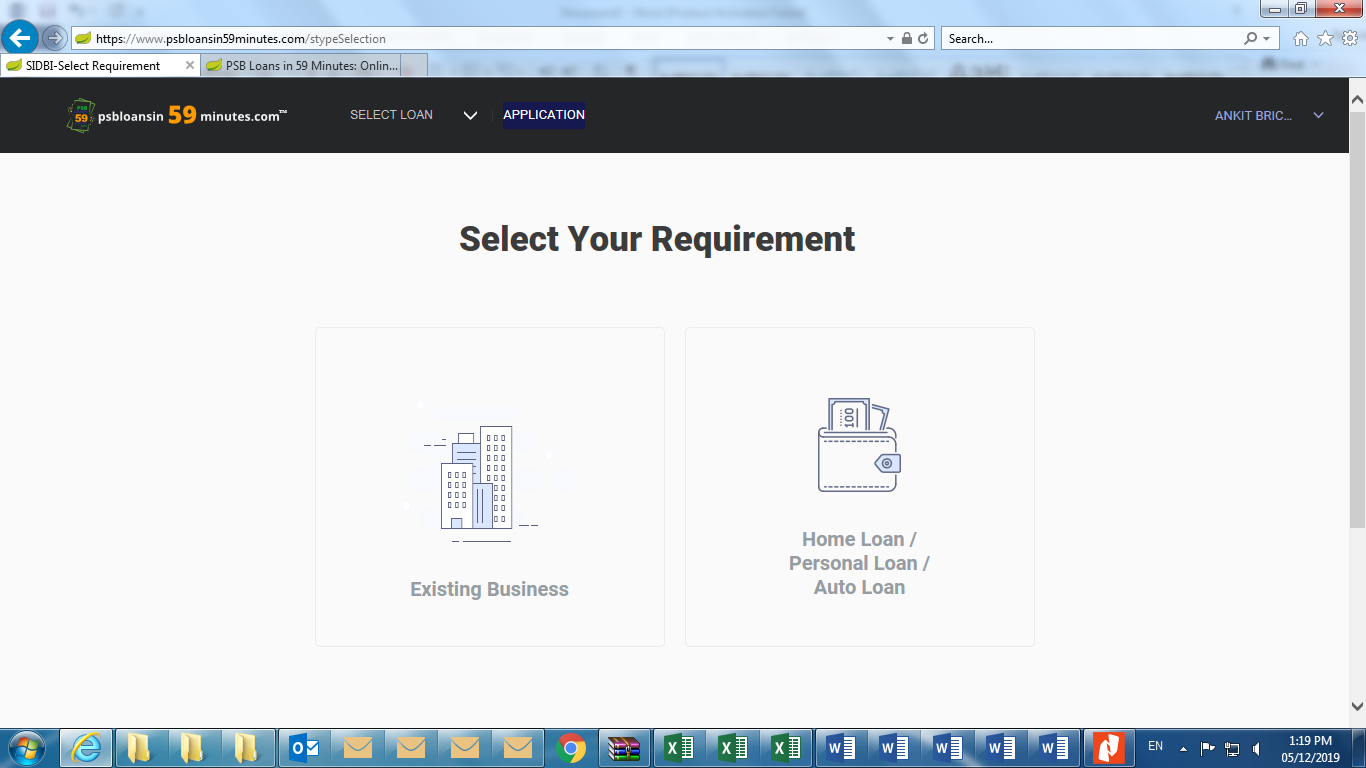 https://www.psbloansin59minutes.com/stypeSelection
Search...
SIDBI-Select Requirement
PSB Loans in 59 Minutes: Onlin...
PSB
59
psbloansin 59 minutes.com™
SELECT LOAN
APPLICATION
ANKIT BRIC...
Select Your Requirement
100
Existing Business
Home Loan /
Personal Loan /
Auto Loan
EN
1:19 PM
05/12/2019